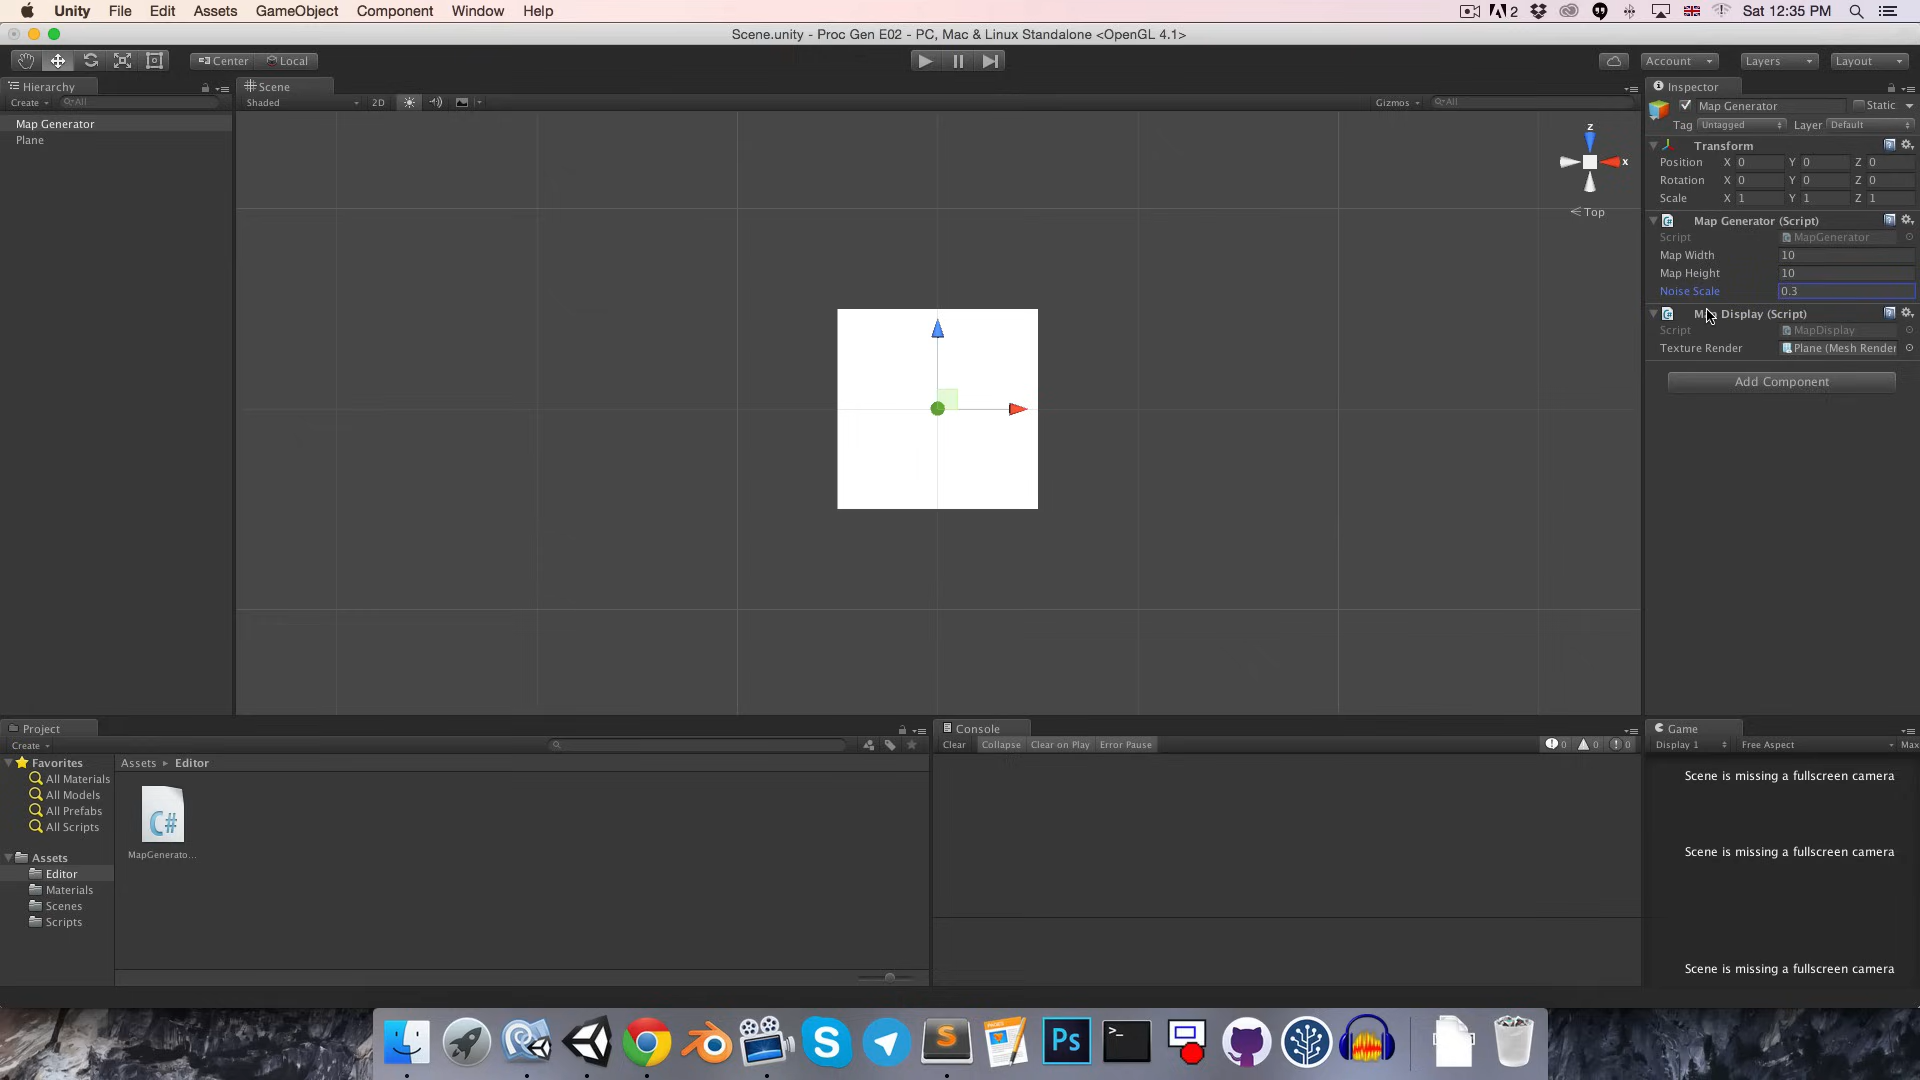 Unity File Edit Assets GameObject Component Window Help
2 Sat 12:35 PM
Scene.unity - Proc Gen E02 - PC, Mac & Linux Standalone <OpenGL 4.1>
Center Local Account Layers Layout
Hierarchy
Create All
Map Generator
Plane
Scene
Shaded 2D Gizmos All
z
x
Top
Inspector
Map Generator Static
Tag Untagged Layer Default
Transform
Position X 0 Y 0 Z 0
Rotation X 0 Y 0 Z 0
Scale X 1 Y 1 Z 1
Map Generator (Script)
Script MapGenerator
Map Width 10
Map Height 10
Noise Scale 0.3
Map Display (Script)
Script MapDisplay
Texture Render Plane (Mesh Render
Add Component
Project
Create
Favorites
All Materials
All Models
All Prefabs
All Scripts
Assets
Editor
Materials
Scenes
Scripts
Assets Editor
C#
MapGenerato...
Console
Clear Collapse Clear on Play Error Pause 0 0 0
Game
Display 1 Free Aspect Max
Scene is missing a fullscreen camera
Scene is missing a fullscreen camera
Scene is missing a fullscreen camera
S
S
Ps
>_